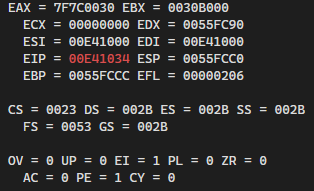 EAX = 7F7C0030 EBX = 0030B000
ECX = 00000000 EDX = 0055FC90
ESI = 00E41000 EDI = 00E41000
EIP = 00E41034 ESP = 0055FCC0
EBP = 0055FCCC EFL = 00000206
CS = 0023 DS = 002B ES = 002B SS = 002B
FS = 0053 GS = 002B
OV = 0 UP = 0 EI = 1 PL = 0 ZR = 0
AC = 0 PE = 1 CY = 0